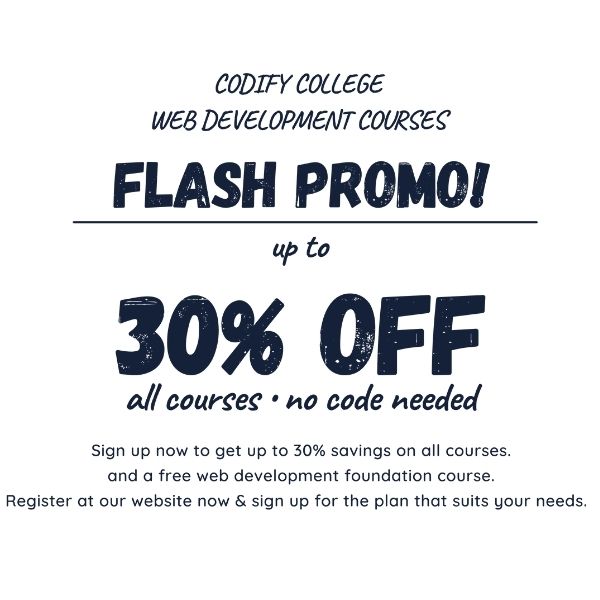 CODIFY COLLEGE
WEB DEVELOPMENT COURSES
FLASH PROMO!
up to
30% OFF
all courses • no code needed
Sign up now to get up to 30% savings on all courses.
and a free web development foundation course.
Register at our website now & sign up for the plan that suits your needs.